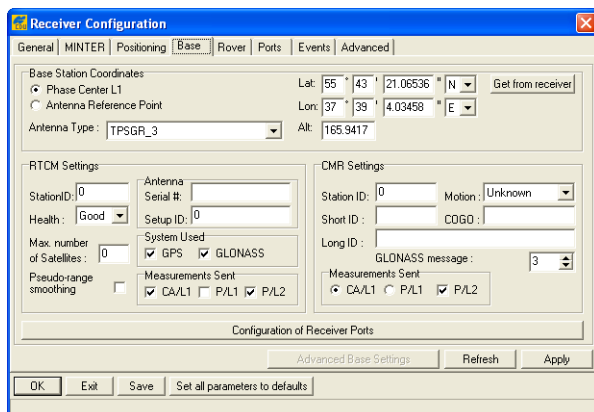 Receiver Configuration
General MINTER Positioning Base Rover Ports Events Advanced
Base Station Coordinates
Phase Center L1
Antenna Reference Point
Antenna Type : TPSGR_3
Lat: 55 ° 43 ' 21.06536 " N Get from receiver
Lon: 37 ° 39 ' 4.03458 " E
Alt: 165.9417
RTCM Settings
StationID: 0
Health : Good
Max. number
of Satellites : 0
Pseudo-range
smoothing
Antenna
Serial #:
Setup ID: 0
System Used
GPS GLONASS
Measurements Sent
CA/L1 P/L1 P/L2
CMR Settings
Station ID: 0 Motion : Unknown
Short ID : COGO :
Long ID :
GLONASS message : 3
Measurements Sent
CA/L1 P/L1 P/L2
Configuration of Receiver Ports
Advanced Base Settings Refresh Apply
OK Exit Save Set all parameters to defaults